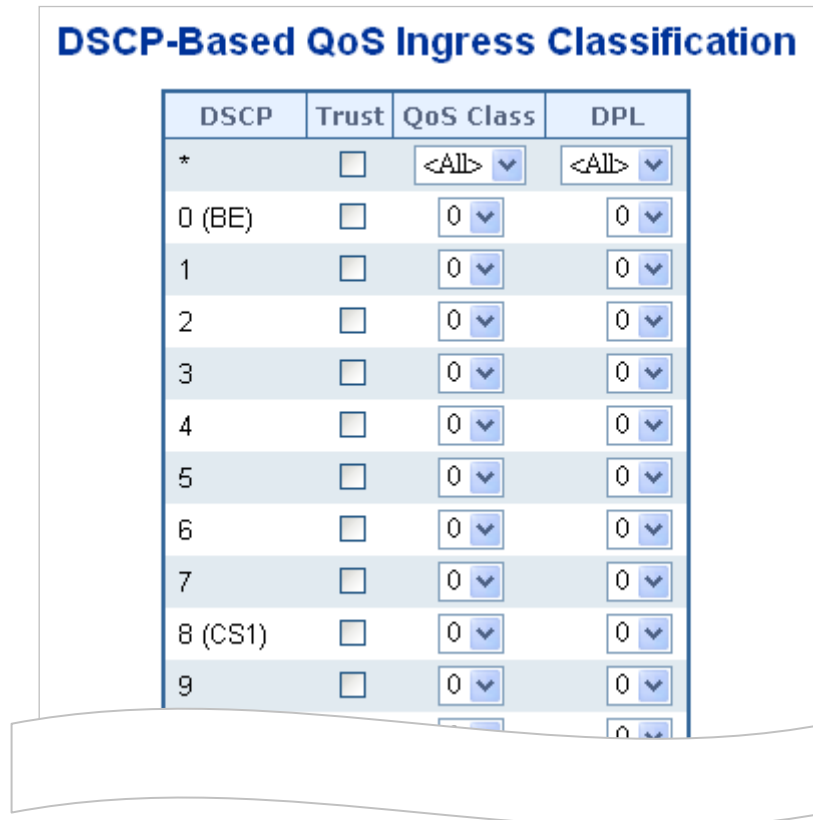 DSCP-Based QoS Ingress Classification
DSCP Trust QoS Class DPL
* <All> <All>
0 (BE) 0 0
1 0 0
2 0 0
3 0 0
4 0 0
5 0 0
6 0 0
7 0 0
8 (CS1) 0 0
9 0 0